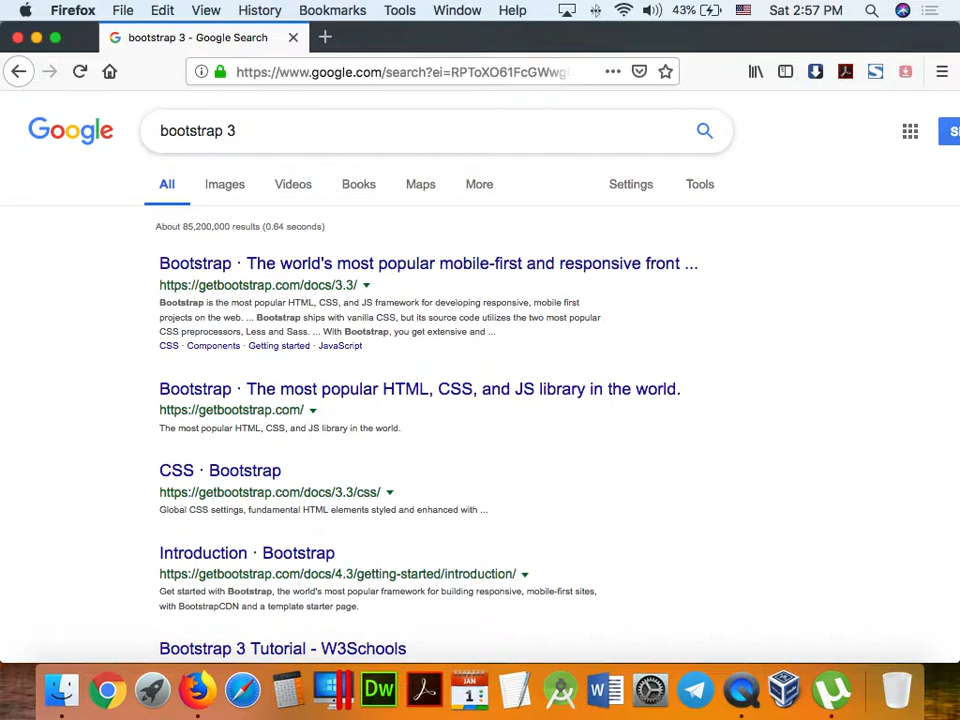 Firefox File Edit View History Bookmarks Tools Window Help 43% Sat 2:57 PM
bootstrap 3 - Google Search
https://www.google.com/search?ei=RPToXO61FcGWwg
Google bootstrap 3
All Images Videos Books Maps More Settings Tools
About 85,200,000 results (0.64 seconds)
Bootstrap · The world's most popular mobile-first and responsive front ...
https://getbootstrap.com/docs/3.3/
Bootstrap is the most popular HTML, CSS, and JS framework for developing responsive, mobile first
projects on the web. ... Bootstrap ships with vanilla CSS, but its source code utilizes the two most popular
CSS preprocessors, Less and Sass. ... With Bootstrap, you get extensive and ...
CSS · Components · Getting started · JavaScript
Bootstrap · The most popular HTML, CSS, and JS library in the world.
https://getbootstrap.com/
The most popular HTML, CSS, and JS library in the world.
CSS · Bootstrap
https://getbootstrap.com/docs/3.3/css/
Global CSS settings, fundamental HTML elements styled and enhanced with ...
Introduction · Bootstrap
https://getbootstrap.com/docs/4.3/getting-started/introduction/
Get started with Bootstrap, the world's most popular framework for building responsive, mobile-first sites,
with BootstrapCDN and a template starter page.
Bootstrap 3 Tutorial - W3Schools
Dw JAN 1 W